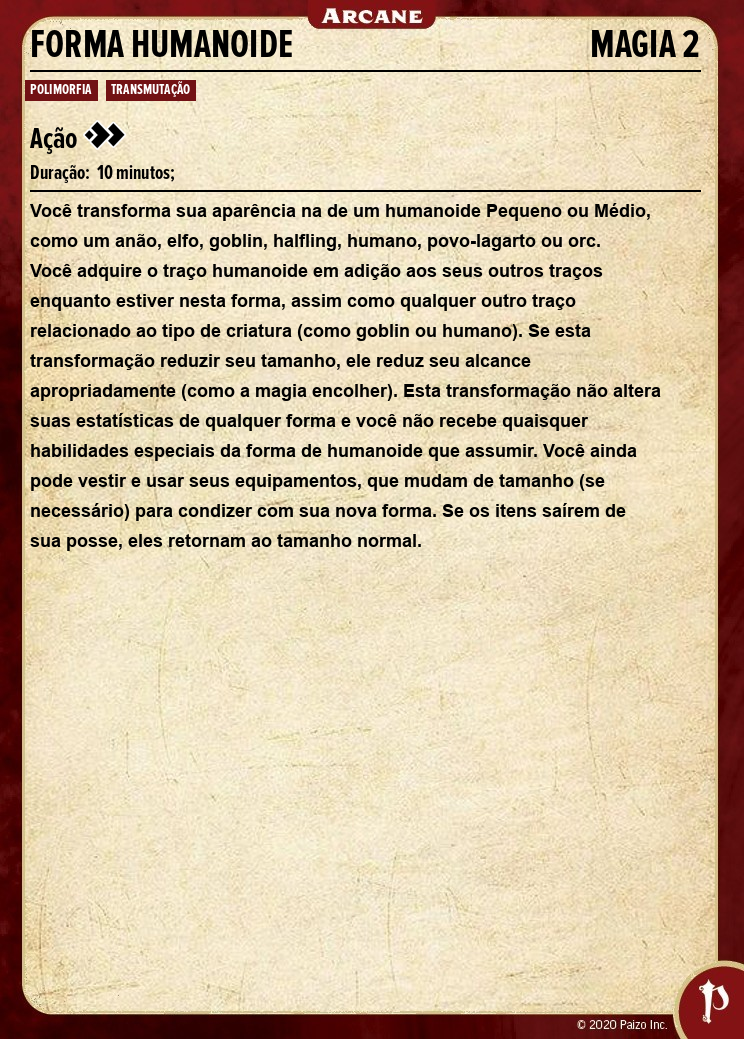 ARCANE
FORMA HUMANOIDE MAGIA 2
POLIMORFIA TRANSMUTAÇÃO
Ação
Duração: 10 minutos;
Você transforma sua aparência na de um humanoide Pequeno ou Médio,
como um anão, elfo, goblin, halfling, humano, povo-lagarto ou orc.
Você adquire o traço humanoide em adição aos seus outros traços
enquanto estiver nesta forma, assim como qualquer outro traço
relacionado ao tipo de criatura (como goblin ou humano). Se esta
transformação reduzir seu tamanho, ele reduz seu alcance
apropriadamente (como a magia encolher). Esta transformação não altera
suas estatísticas de qualquer forma e você não recebe quaisquer
habilidades especiais da forma de humanoide que assumir. Você ainda
pode vestir e usar seus equipamentos, que mudam de tamanho (se
necessário) para condizer com sua nova forma. Se os itens saírem de
sua posse, eles retornam ao tamanho normal.
© 2020 Paizo Inc.
P